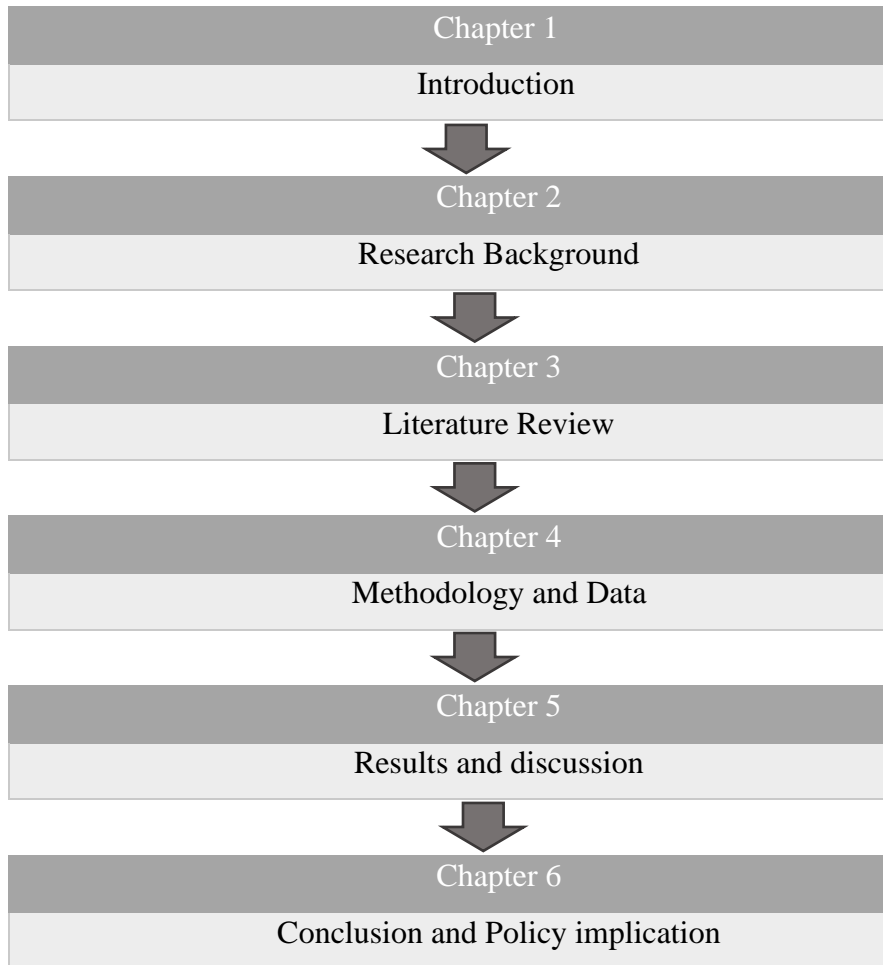 Chapter 1
Introduction
Chapter 2
Research Background
Chapter 3
Literature Review
Chapter 4
Methodology and Data
Chapter 5
Results and discussion
Chapter 6
Conclusion and Policy implication